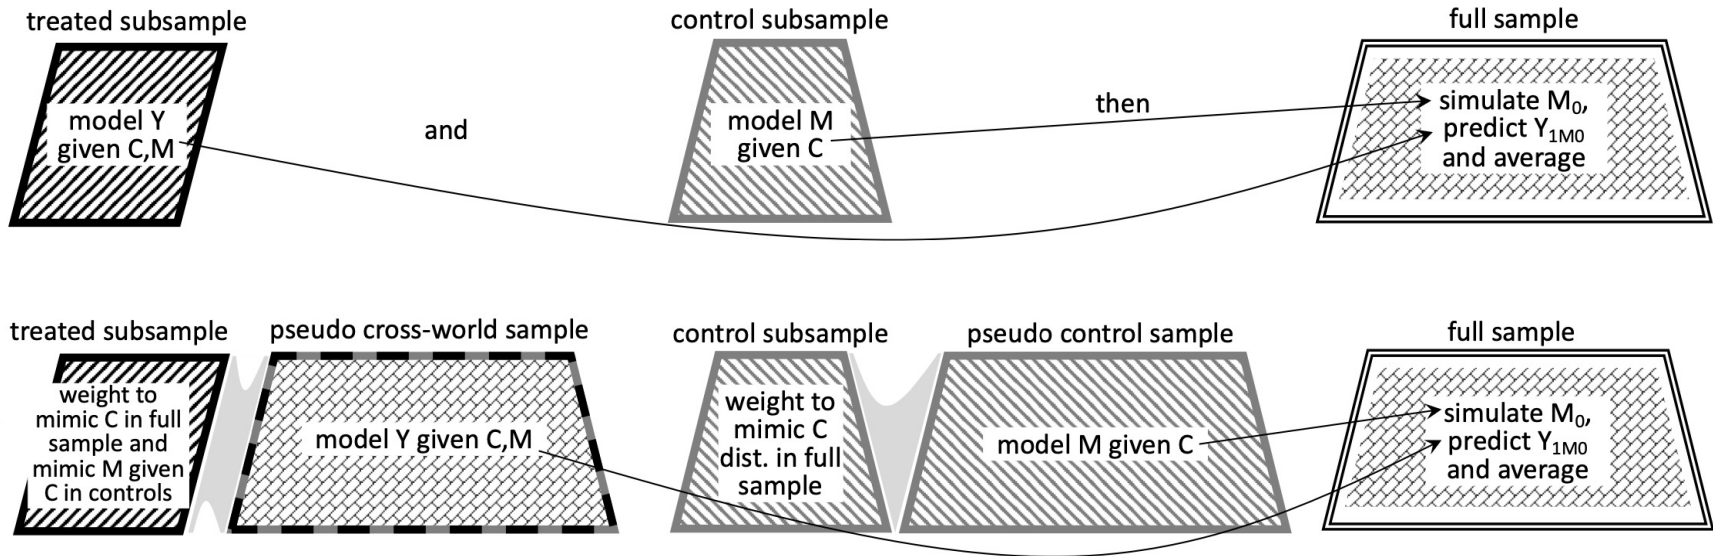 treated subsample
control subsample
full sample
model Y
given C,M
and
model M
given C
then
simulate M₀,
predict Y₁M0
and average
treated subsample
pseudo cross-world sample
control subsample
pseudo control sample
full sample
weight to
mimic C in full
sample and
mimic M given
C in controls
model Y given C,M
weight to
mimic C
dist. in full
sample
model M given C
simulate M₀,
predict Y₁M0
and average